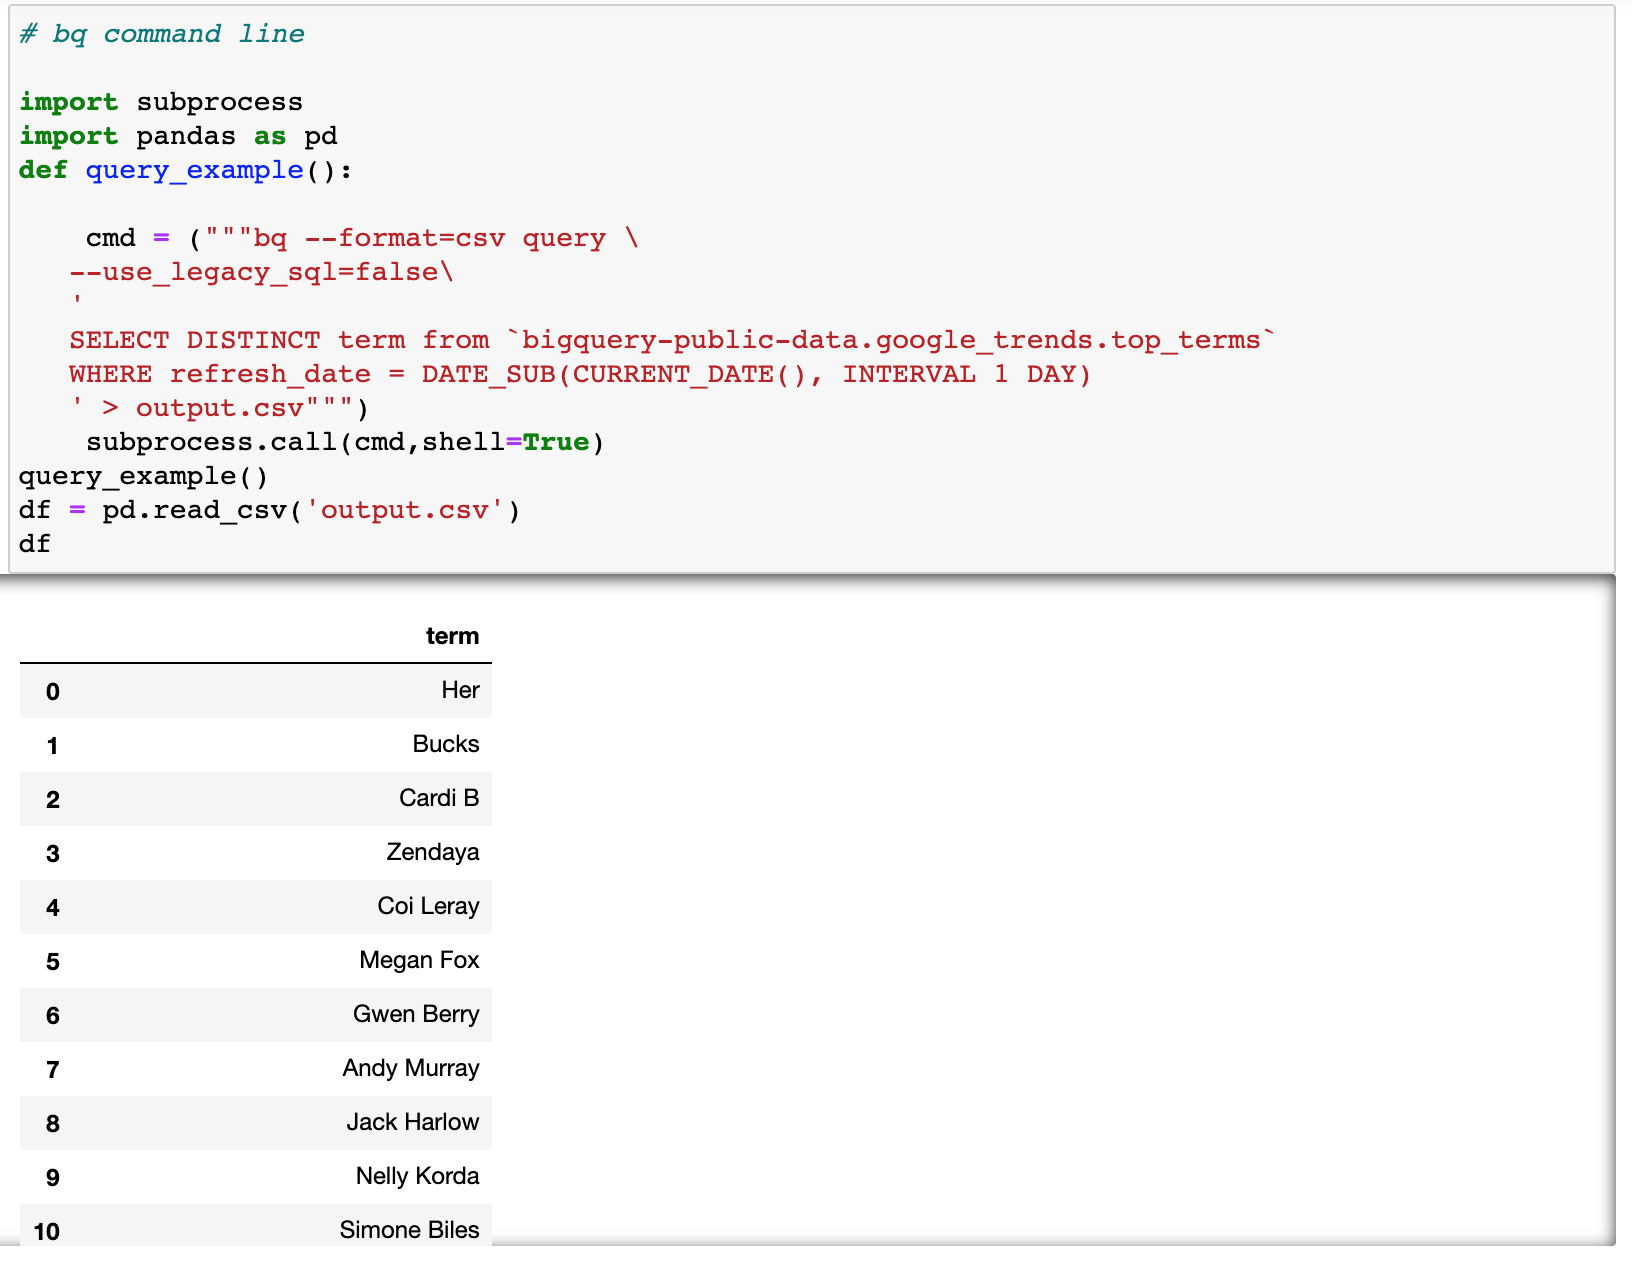 # bq command line
import subprocess
import pandas as pd
def query_example():
cmd = ("""bq --format=csv query \
--use_legacy_sql=false\
'
SELECT DISTINCT term from `bigquery-public-data.google_trends.top_terms`
WHERE refresh_date = DATE_SUB(CURRENT_DATE(), INTERVAL 1 DAY)
' > output.csv""")
subprocess.call(cmd,shell=True)
query_example()
df = pd.read_csv('output.csv')
df
term
0 Her
1 Bucks
2 Cardi B
3 Zendaya
4 Coi Leray
5 Megan Fox
6 Gwen Berry
7 Andy Murray
8 Jack Harlow
9 Nelly Korda
10 Simone Biles